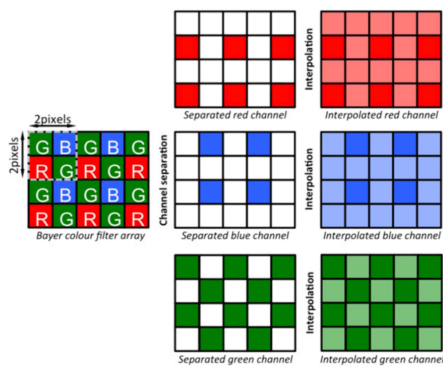 2pixels
2pixels
G B G B G
R G R G R
G B G B G
R G R G R
Bayer colour filter array
Channel separation
Interpolation
Separated red channel
Interpolated red channel
Interpolation
Separated blue channel
Interpolated blue channel
Interpolation
Separated green channel
Interpolated green channel